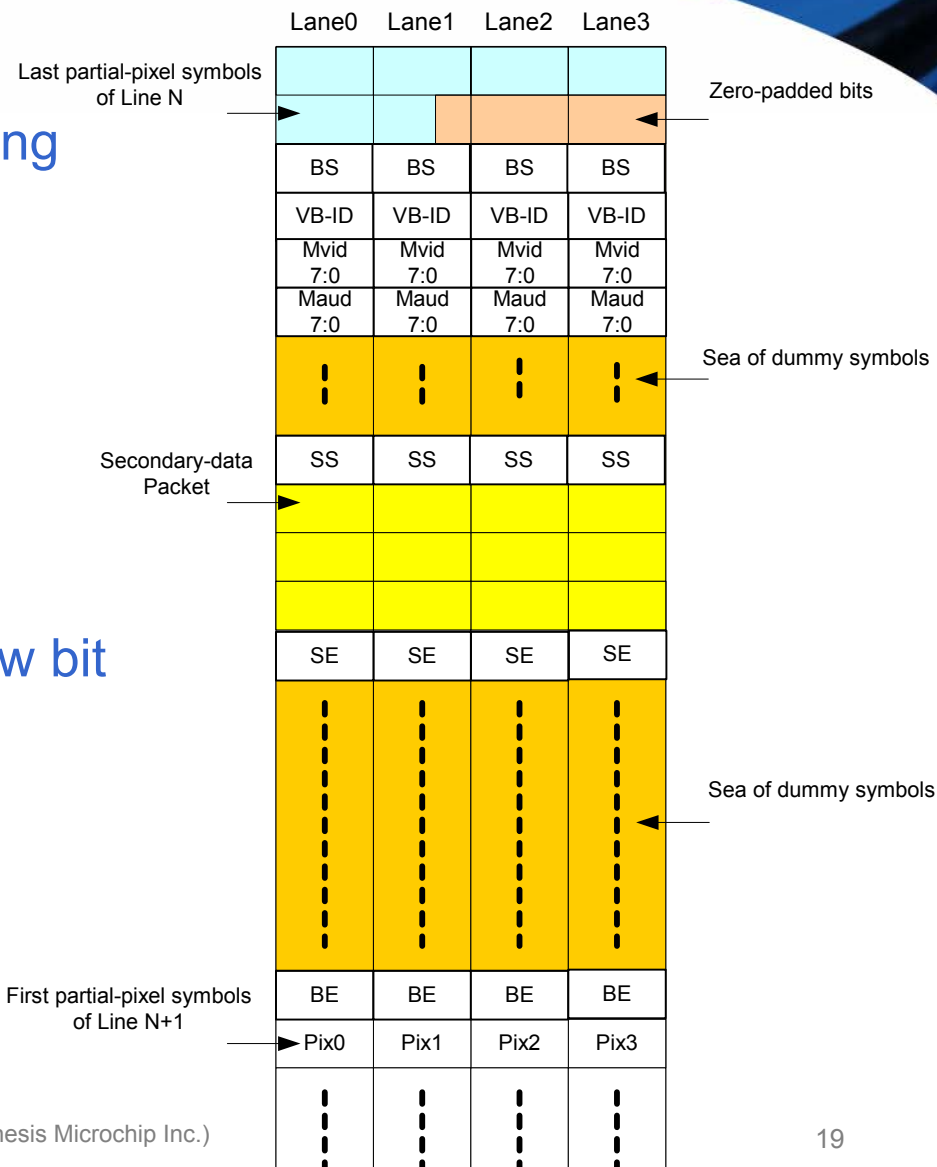 Lane0 Lane1 Lane2 Lane3
Last partial-pixel symbols
of Line N
Zero-padded bits
ng
BS BS BS BS
VB-ID VB-ID VB-ID VB-ID
Mvid Mvid Mvid Mvid
7:0 7:0 7:0 7:0
Maud Maud Maud Maud
7:0 7:0 7:0 7:0
Sea of dummy symbols
Secondary-data
Packet
SS SS SS SS
w bit
SE SE SE SE
Sea of dummy symbols
First partial-pixel symbols
of Line N+1
BE BE BE BE
Pix0 Pix1 Pix2 Pix3
nesis Microchip Inc.)
19